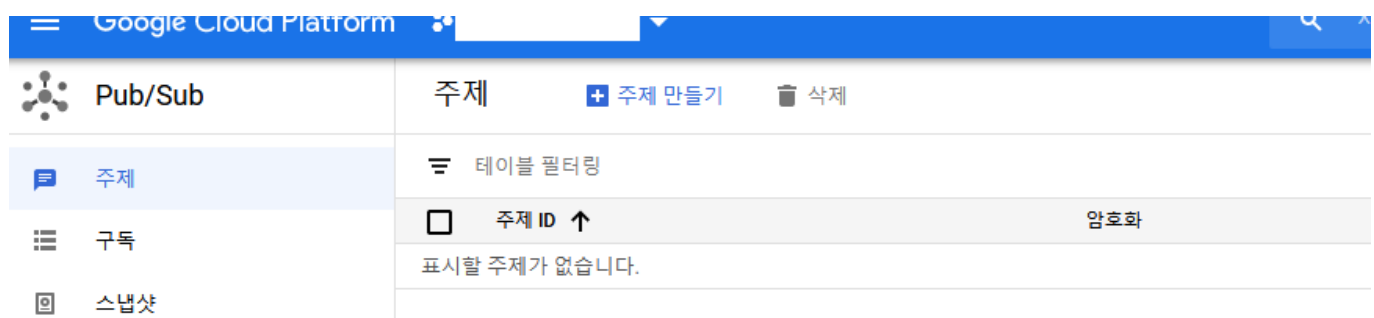 Google Cloud Platform
Pub/Sub
주제
주제 만들기
삭제
주제
테이블 필터링
주제 ID
암호화
구독
표시할 주제가 없습니다.
스냅샷